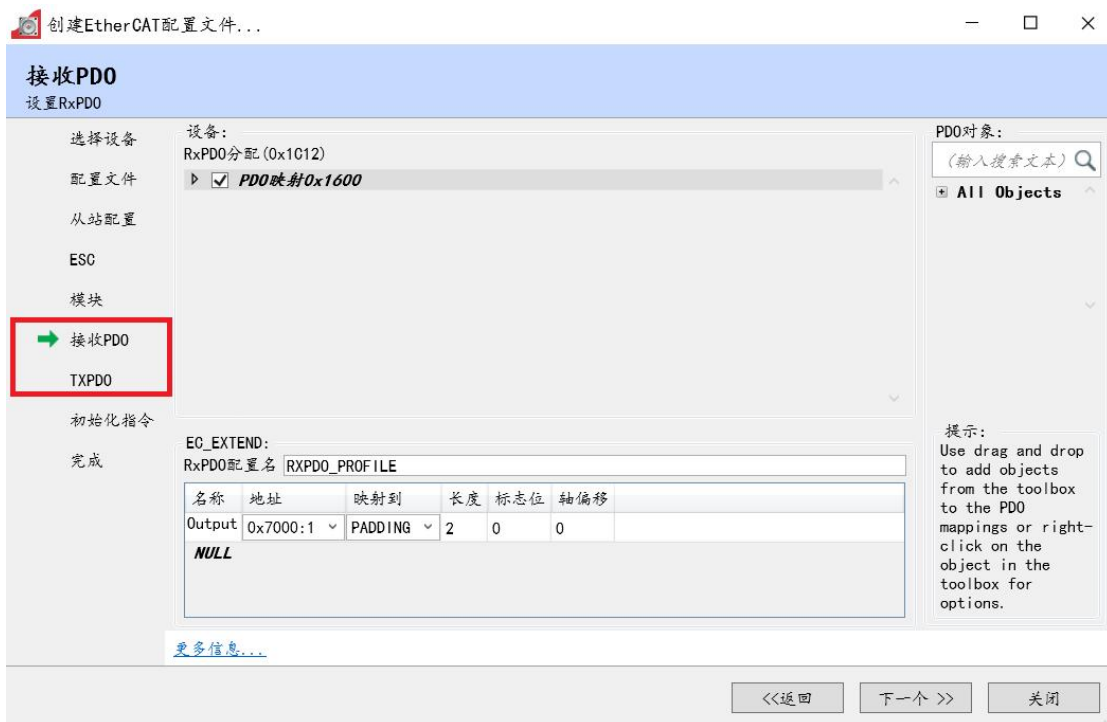 创建EtherCAT配置文件...
接收PDO
设置RxPDO
选择设备
配置文件
从站配置
ESC
模块
接收PDO
TXPDO
初始化指令
完成
设备:
RxPDO分配(0x1C12)
PDO映射0x1600
EC_EXTEND:
RxPDO配置名 RXPDO_PROFILE
名称 地址 映射到 长度 标志位 轴偏移
Output 0x7000:1 PADDING 2 0 0
NULL
PDO对象:
(输入搜索文本)
All Objects
提示:
Use drag and drop
to add objects
from the toolbox
to the PDO
mappings or right-
click on the
object in the
toolbox for
options.
更多信息...
<<返回 下一个 >> 关闭